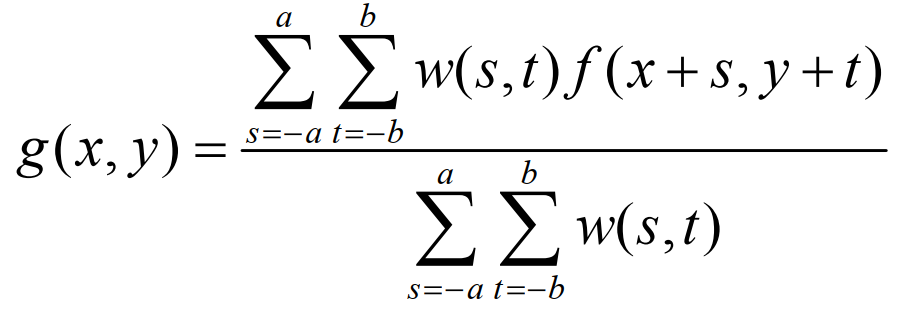 g(x, y) = \frac{\sum_{s=-a}^{a} \sum_{t=-b}^{b} w(s,t) f(x+s, y+t)}{\sum_{s=-a}^{a} \sum_{t=-b}^{b} w(s,t)}